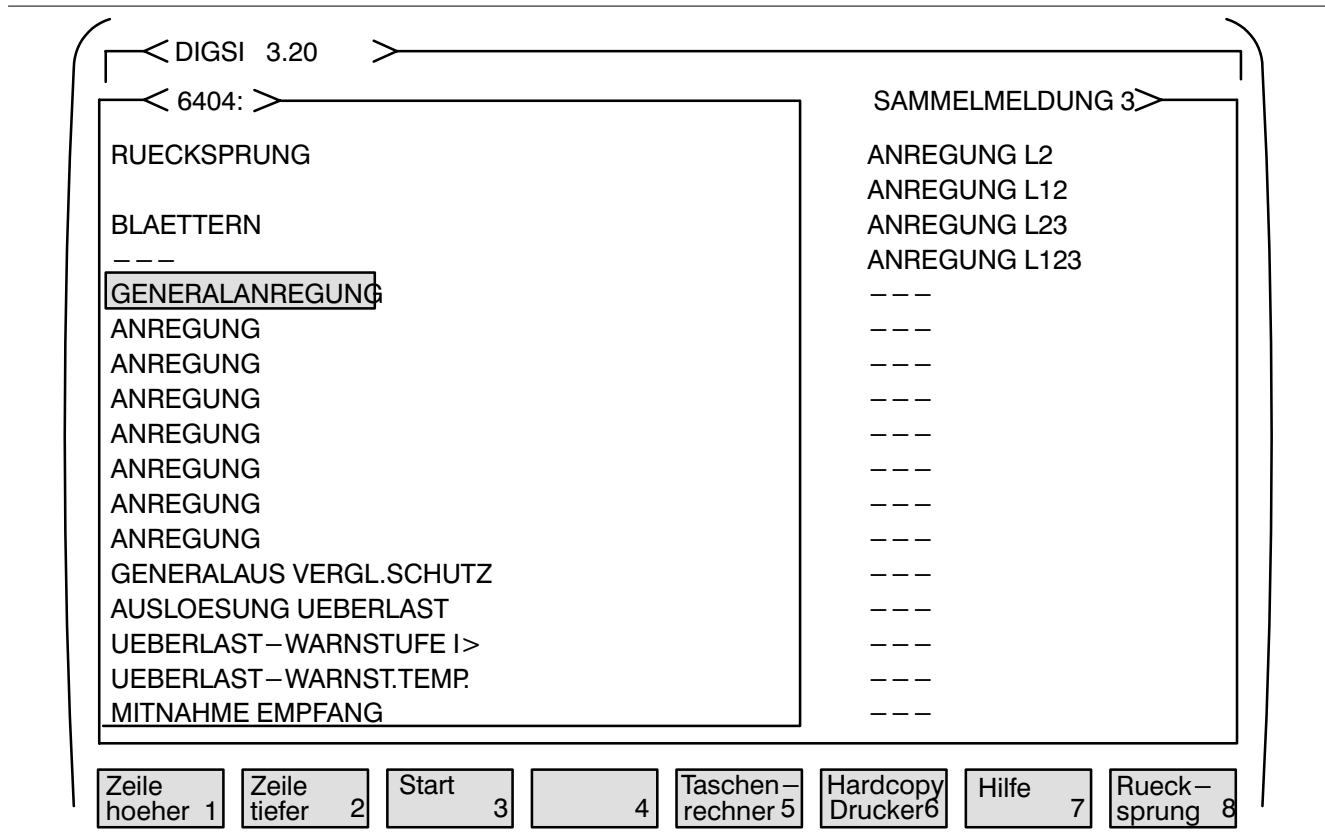 DIGSI 3.20
6404:
SAMMELMELDUNG 3
RUECKSPRUNG
ANREGUNG L2
ANREGUNG L12
BLAETTERN
ANREGUNG L23
---
ANREGUNG L123
GENERALANREGUNG
---
ANREGUNG
---
ANREGUNG
---
ANREGUNG
---
ANREGUNG
---
ANREGUNG
---
ANREGUNG
---
ANREGUNG
---
GENERALAUS VERGL.SCHUTZ
---
AUSLOESUNG UEBERLAST
---
UEBERLAST-WARNSTUFE I>
---
UEBERLAST-WARNST.TEMP.
---
MITNAHME EMPFANG
---
Zeile
hoeher 1
Zeile
tiefer 2
Start
3
4
Taschen-
rechner 5
Hardcopy
Drucker6
Hilfe
7
Rueck-
sprung 8